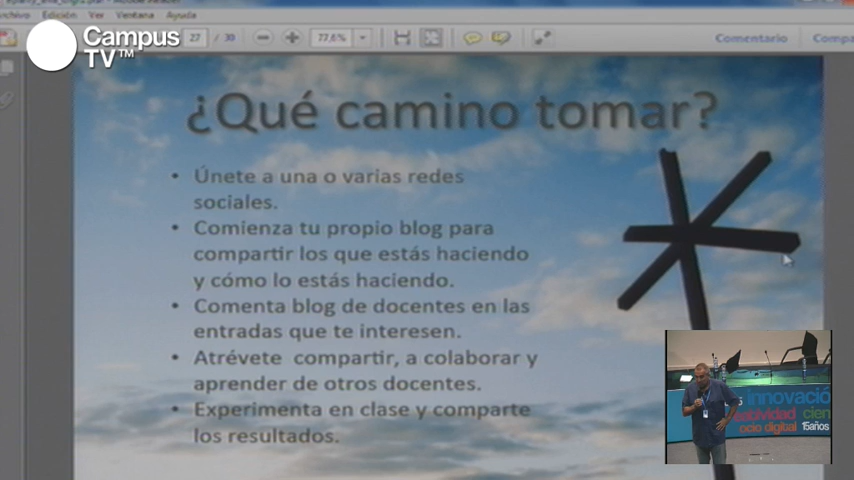 Archivo Edición Ver Ventana Ayuda
Campus
TV™
27 / 30 77,6%
Comentario
¿Qué camino tomar?
• Únete a una o varias redes
sociales.
• Comienza tu propio blog para
compartir los que estás haciendo
y cómo lo estás haciendo.
• Comenta blog de docentes en las
entradas que te interesen.
• Atrévete  compartir, a colaborar y
aprender de otros docentes.
• Experimenta en clase y comparte
los resultados.
innovació
eatividad cien
ocio digital 15años